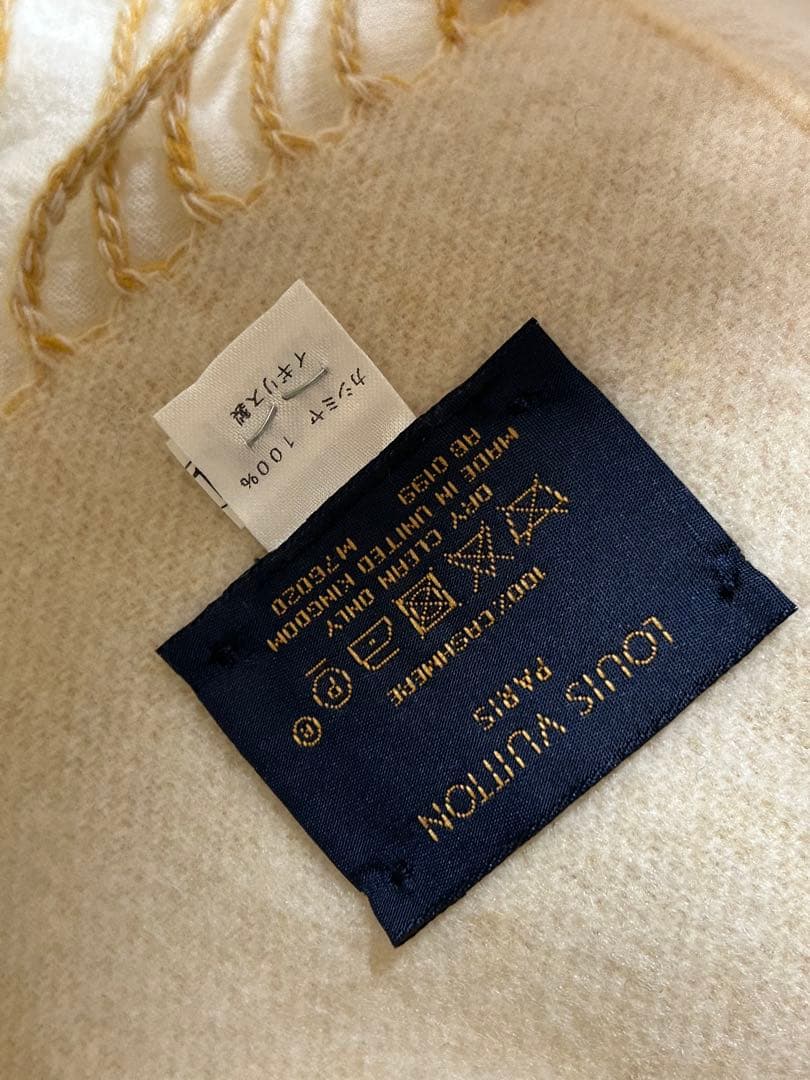 LOUIS VUITTON
PARIS
100% CASHMERE
P
DRY CLEAN ONLY
MADE IN UNITED KINGDOM
AB 0199 M76020
カシミヤ 100%
イギリス製